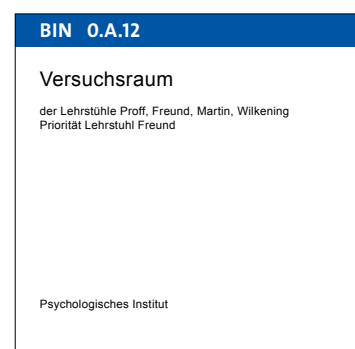 BIN 0.A.12
Versuchsraum
der Lehrstühle Proff, Freund, Martin, Wilkening
Priorität Lehrstuhl Freund
Psychologisches Institut